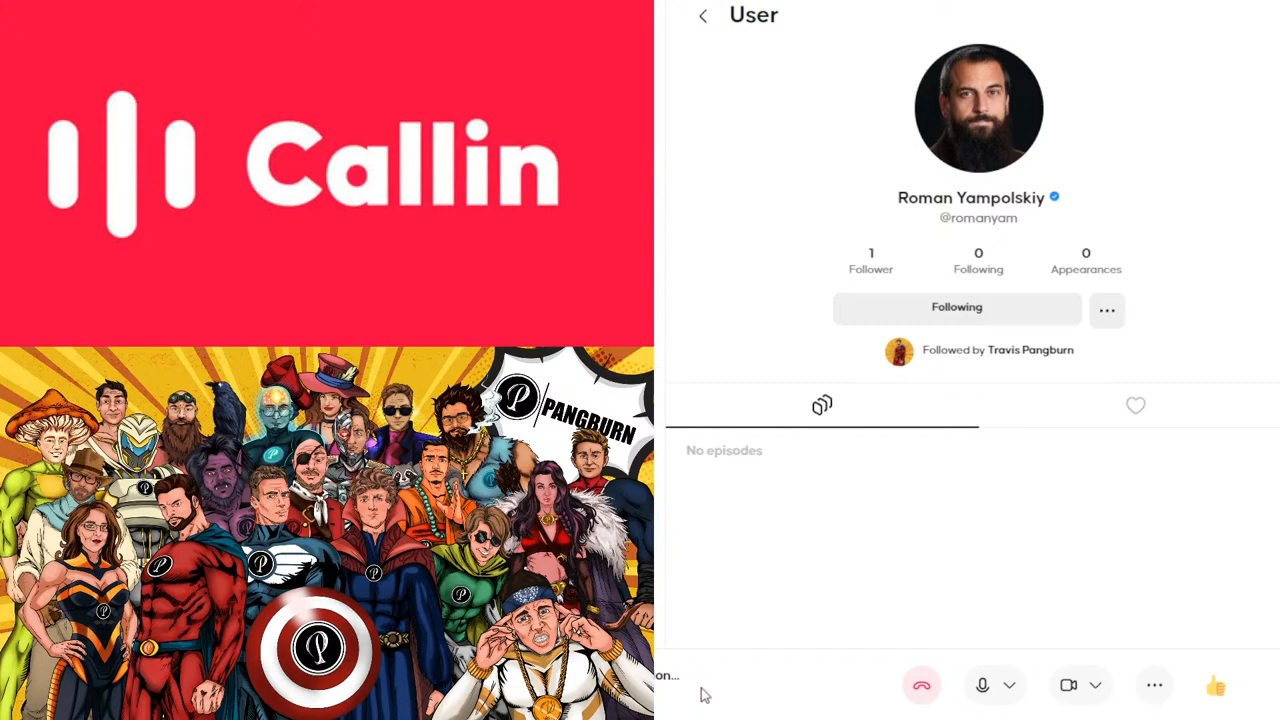 Callin
PANGBURN
User
Roman Yampolskiy
@romanyam
1 0 0
Follower Following Appearances
Following
Followed by Travis Pangburn
No episodes
on...